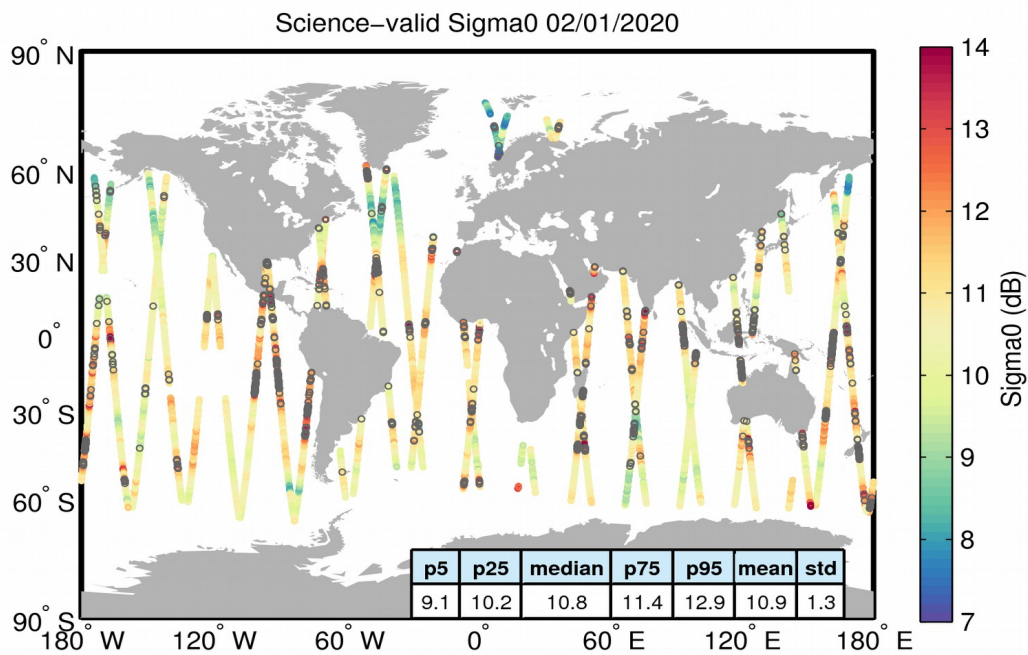 Science−valid Sigma0 02/01/2020
90° N
60° N
30° N
0°
30° S
60° S
90° S
180° W
120° W
60° W
0°
60° E
120° E
180° E
p5 p25 median p75 p95 mean std
9.1 10.2 10.8 11.4 12.9 10.9 1.3
14
13
12
11
10
9
8
7
Sigma0 (dB)